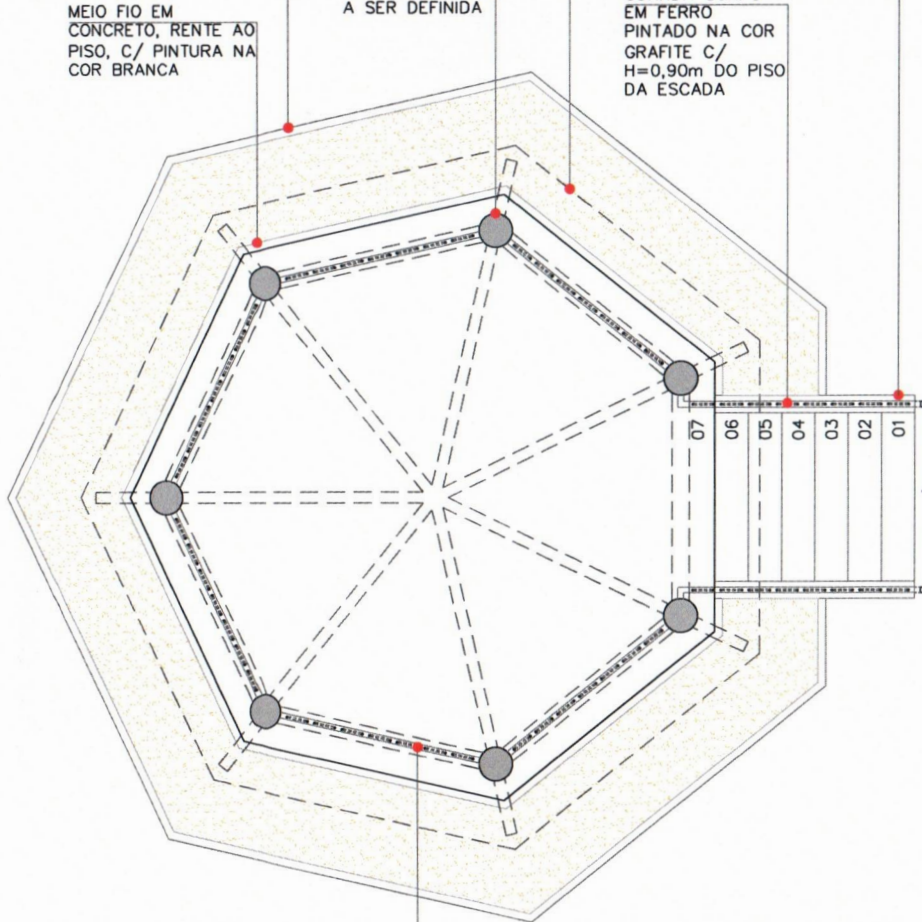 MEIO FIO EM
CONCRETO, RENTE AO
PISO, C/ PINTURA NA
COR BRANCA
A SER DEFINIDA
EM FERRO
PINTADO NA COR
GRAFITE C/
H=0,90m DO PISO
DA ESCADA
07
06
05
04
03
02
01